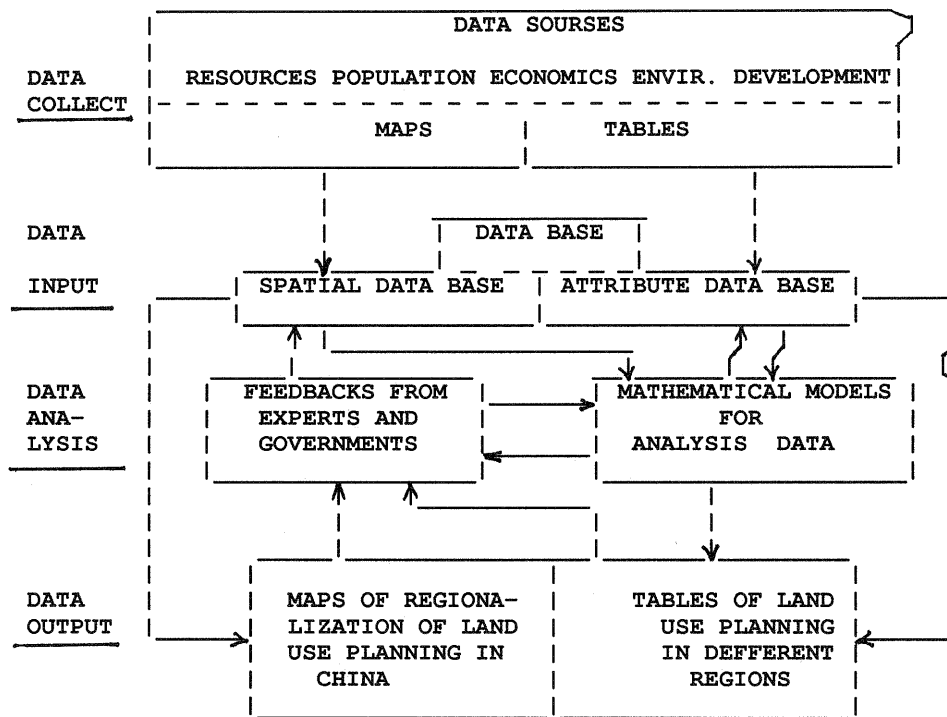 DATA SOURSES
DATA
COLLECT
RESOURCES POPULATION ECONOMICS ENVIR. DEVELOPMENT
MAPS
TABLES
DATA
INPUT
DATA BASE
SPATIAL DATA BASE
ATTRIBUTE DATA BASE
DATA
ANA-
LYSIS
FEEDBACKS FROM
EXPERTS AND
GOVERNMENTS
MATHEMATICAL MODELS
FOR
ANALYSIS DATA
DATA
OUTPUT
MAPS OF REGIONA-
LIZATION OF LAND
USE PLANNING IN
CHINA
TABLES OF LAND
USE PLANNING
IN DEFFERENT
REGIONS